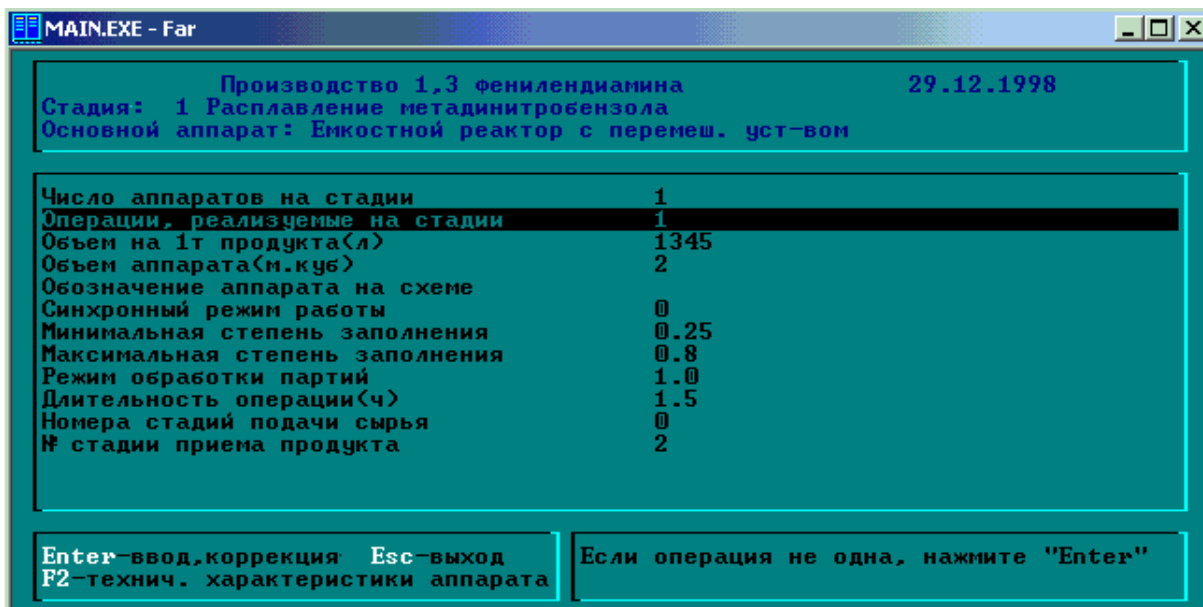 MAIN.EXE - Far
Производство 1,3 фенилендиамина 29.12.1998
Стадия: 1 Расплавление метадинитробензола
Основной аппарат: Емкостной реактор с перемеш. уст-вом
Число аппаратов на стадии 1
Операции, реализуемые на стадии 1
Объем на 1т продукта(л) 1345
Объем аппарата(м.куб) 2
Обозначение аппарата на схеме
Синхронный режим работы 0
Минимальная степень заполнения 0.25
Максимальная степень заполнения 0.8
Режим обработки партий 1.0
Длительность операции(ч) 1.5
Номера стадий подачи сырья 0
№ стадии приема продукта 2
Enter-ввод,коррекция Esc-выход
F2-технич. характеристики аппарата
Если операция не одна, нажмите "Enter"